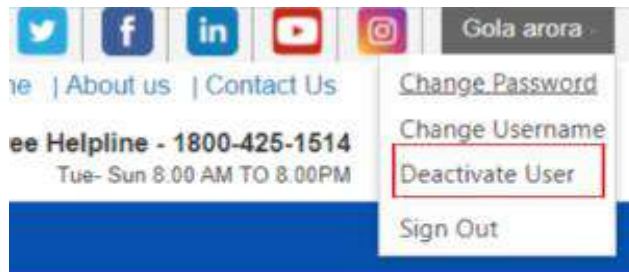 Gola arora
ne | About us | Contact Us
ee Helpline - 1800-425-1514
Tue- Sun 8.00 AM TO 8.00PM
Change Password
Change Username
Deactivate User
Sign Out